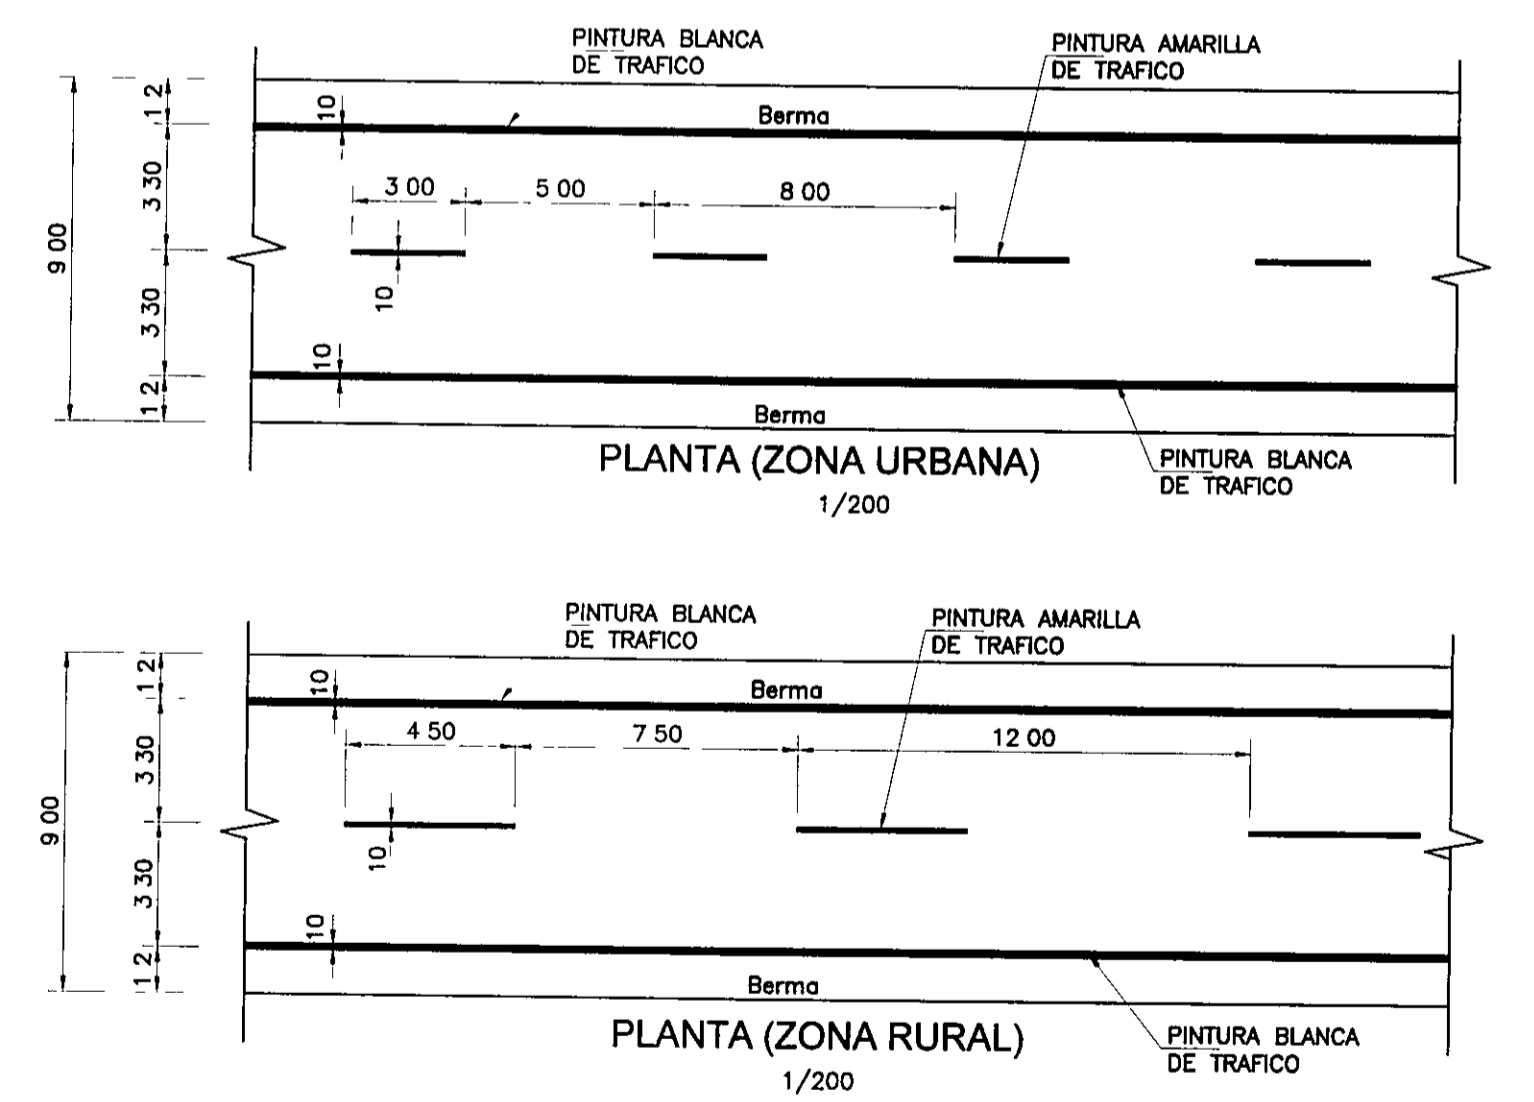 PINTURA BLANCA
DE TRAFICO
PINTURA AMARILLA
DE TRAFICO
1 2
10
Berma
3 30
3 00
5 00
8 00
9 00
10
3 30
10
1 2
Berma
PLANTA (ZONA URBANA)
1/200
PINTURA BLANCA
DE TRAFICO
PINTURA BLANCA
DE TRAFICO
PINTURA AMARILLA
DE TRAFICO
1 2
10
Berma
3 30
4 50
7 50
12 00
9 00
10
3 30
10
1 2
Berma
PLANTA (ZONA RURAL)
1/200
PINTURA BLANCA
DE TRAFICO